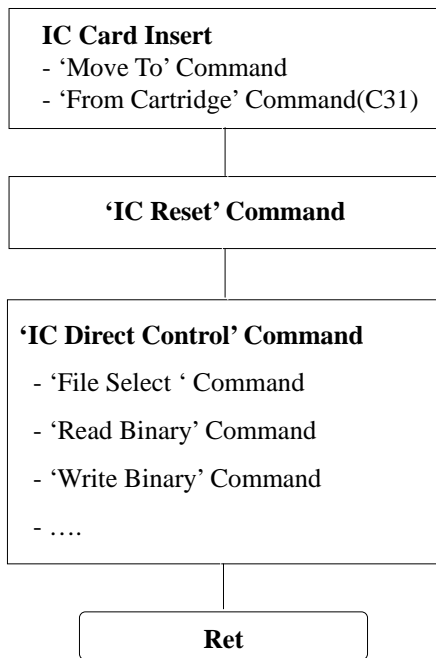 IC Card Insert
- ‘Move To’ Command
- ‘From Cartridge’ Command(C31)
‘IC Reset’ Command
‘IC Direct Control’ Command
- ‘File Select ‘ Command
- ‘Read Binary’ Command
- ‘Write Binary’ Command
- ….
Ret